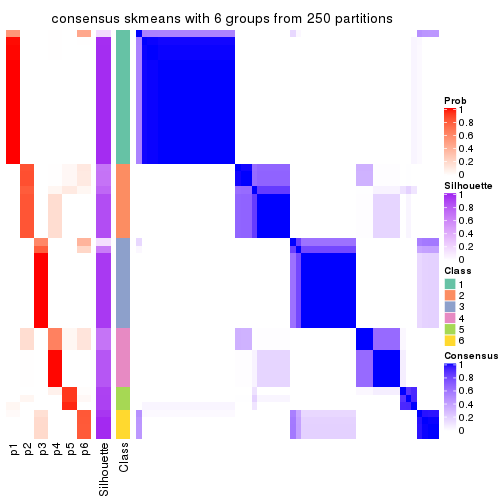 consensus skmeans with 6 groups from 250 partitions
Prob
1
0.8
0.6
0.4
0.2
0
Silhouette
1
0.8
0.6
0.4
0.2
0
Class
1
2
3
4
5
6
Consensus
1
0.8
0.6
0.4
0.2
0
p1
p2
p3
p4
p5
p6
Silhouette
Class